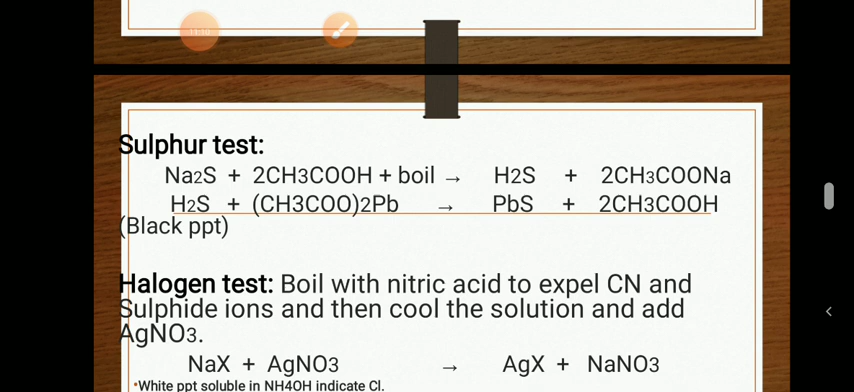 11:10
Sulphur test:
Na2S + 2CH3COOH + boil → H2S + 2CH3COONa
H2S + (CH3COO)2Pb → PbS + 2CH3COOH
(Black ppt)
Halogen test: Boil with nitric acid to expel CN and
Sulphide ions and then cool the solution and add
AgNO3.
NaX + AgNO3 → AgX + NaNO3
•White ppt soluble in NH4OH indicate Cl.